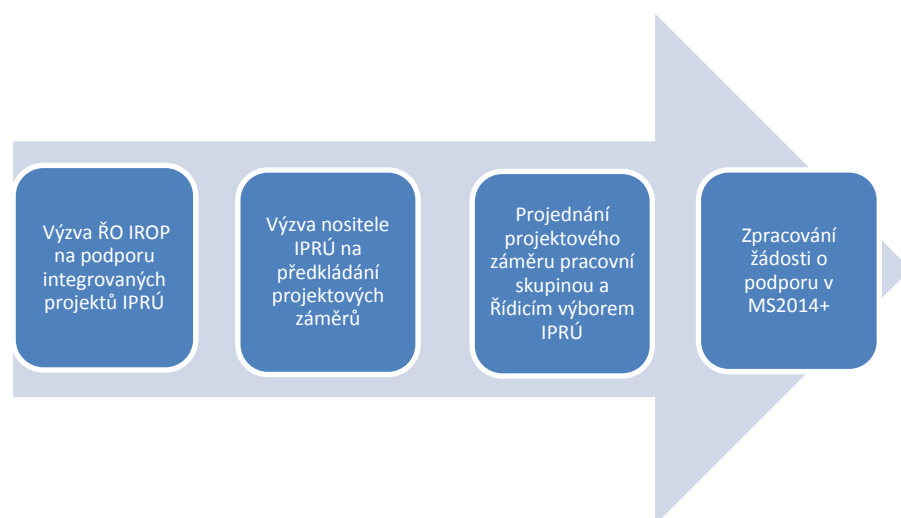 Výzva ŘO IROP
na podporu
integrovaných
projektů IPRÚ
Výzva nositele
IPRÚ na
předkládání
projektových
záměrů
Projednání
projektového
záměru pracovní
skupinou a
Řídicím výborem
IPRÚ
Zpracování
žádosti o
podporu v
MS2014+